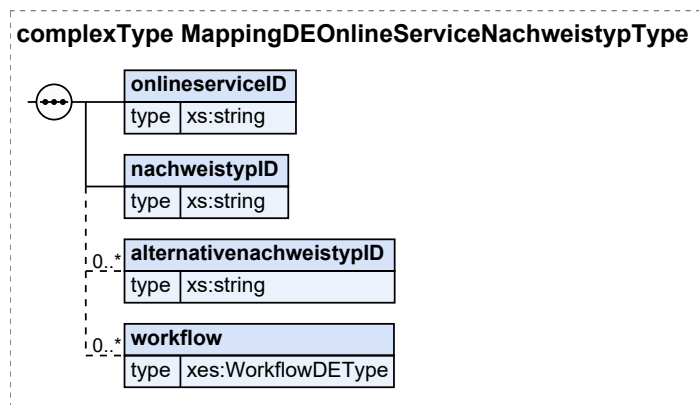 complexType MappingDEOnlineServiceNachweistypType
onlineserviceID
type xs:string
nachweistypID
type xs:string
0..* alternativenachweistypID
type xs:string
0..* workflow
type xes:WorkflowDEType